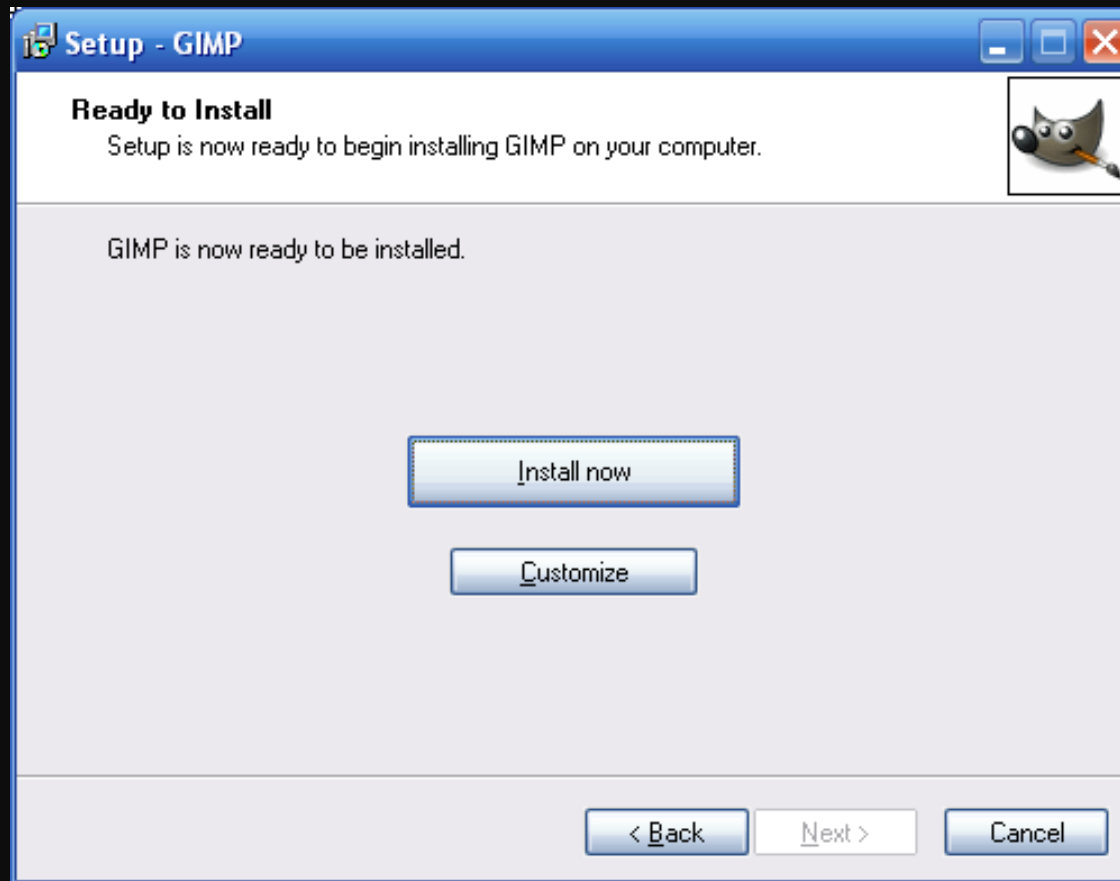 Setup - GIMP
Ready to Install
Setup is now ready to begin installing GIMP on your computer.
GIMP is now ready to be installed.
Install now
Customize
< Back
Next >
Cancel